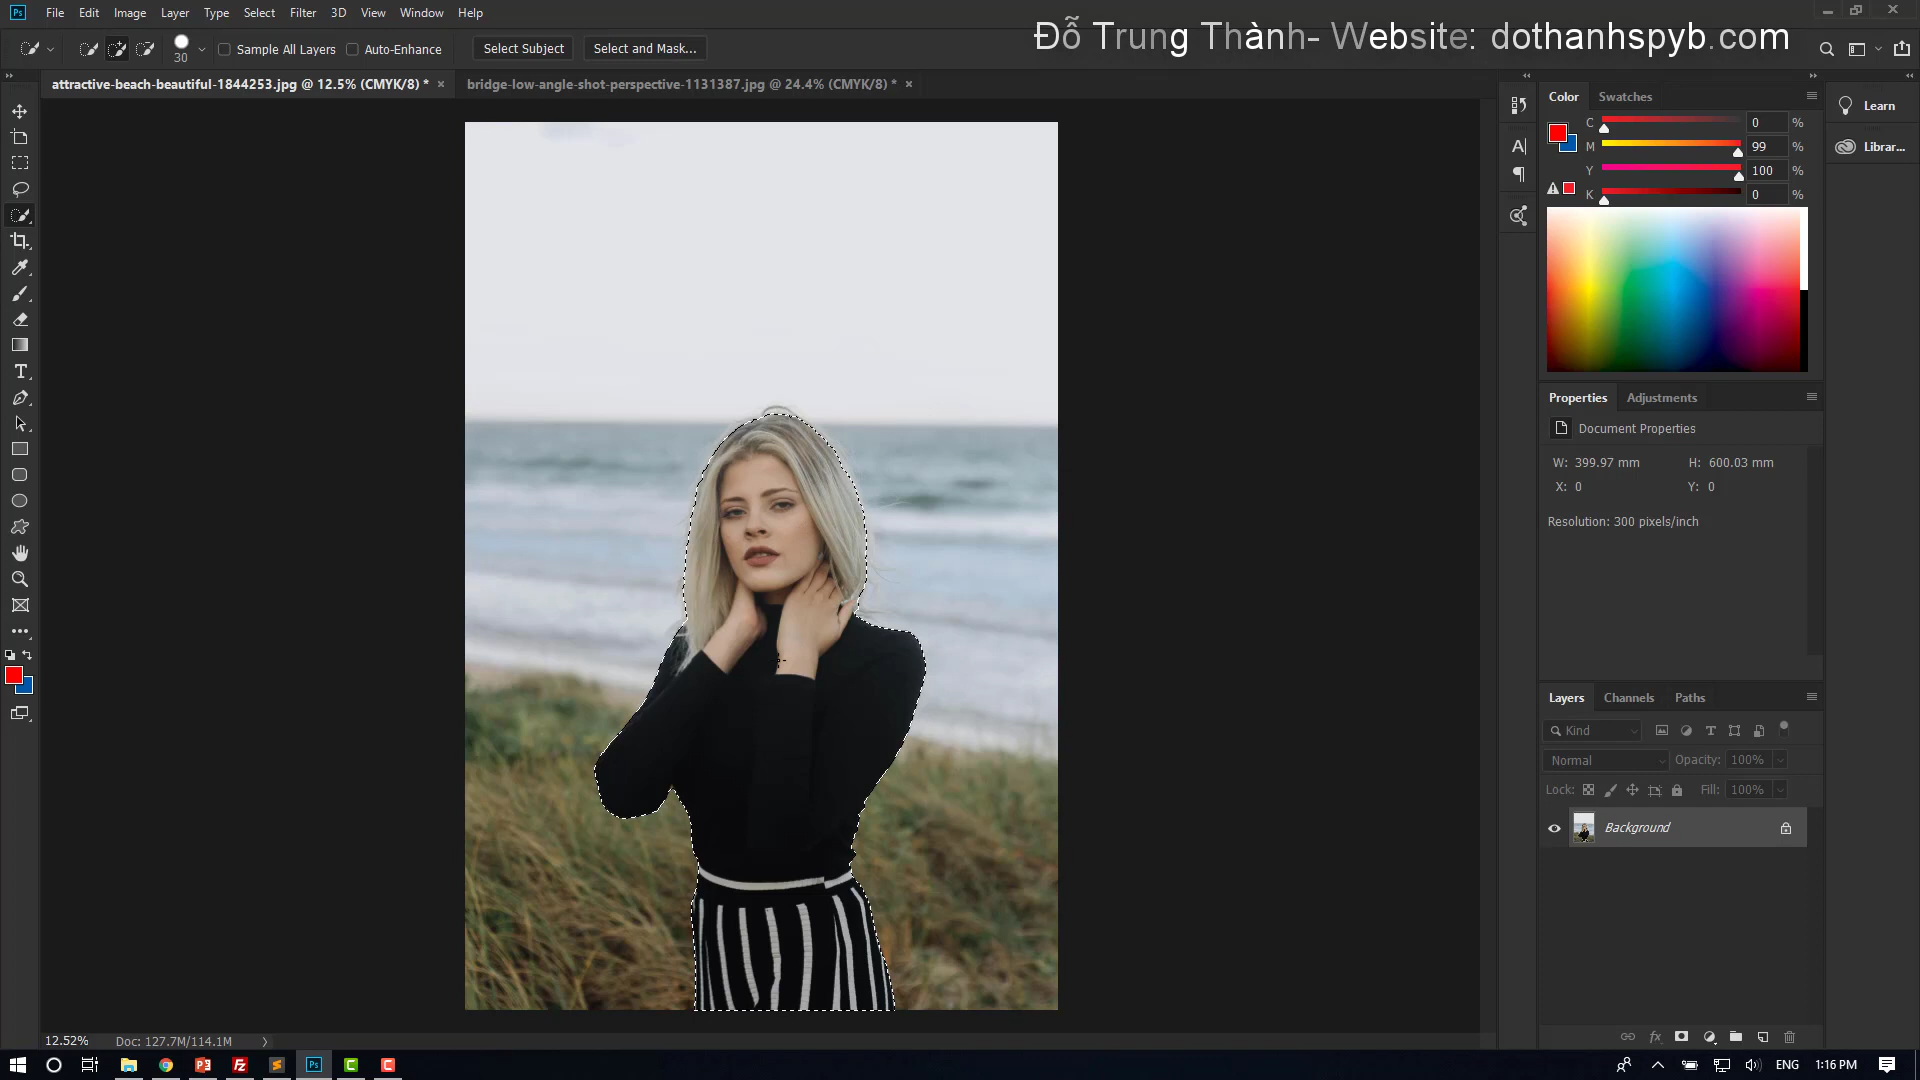 Ps File Edit Image Layer Type Select Filter 3D View Window Help
Đỗ Trung Thành- Website: dothanhspyb.com
30 Sample All Layers Auto-Enhance Select Subject Select and Mask...
attractive-beach-beautiful-1844253.jpg @ 12.5% (CMYK/8) * × bridge-low-angle-shot-perspective-1131387.jpg @ 24.4% (CMYK/8) * ×
Color Swatches
Learn
C 0 %
M 99 %
Librar...
Y 100 %
K 0 %
Properties Adjustments
Document Properties
W: 399.97 mm H: 600.03 mm
X: 0 Y: 0
Resolution: 300 pixels/inch
Layers Channels Paths
Kind
Normal Opacity: 100%
Lock: Fill: 100%
Background
fx
12.52% Doc: 127.7M/114.1M
ENG 1:16 PM